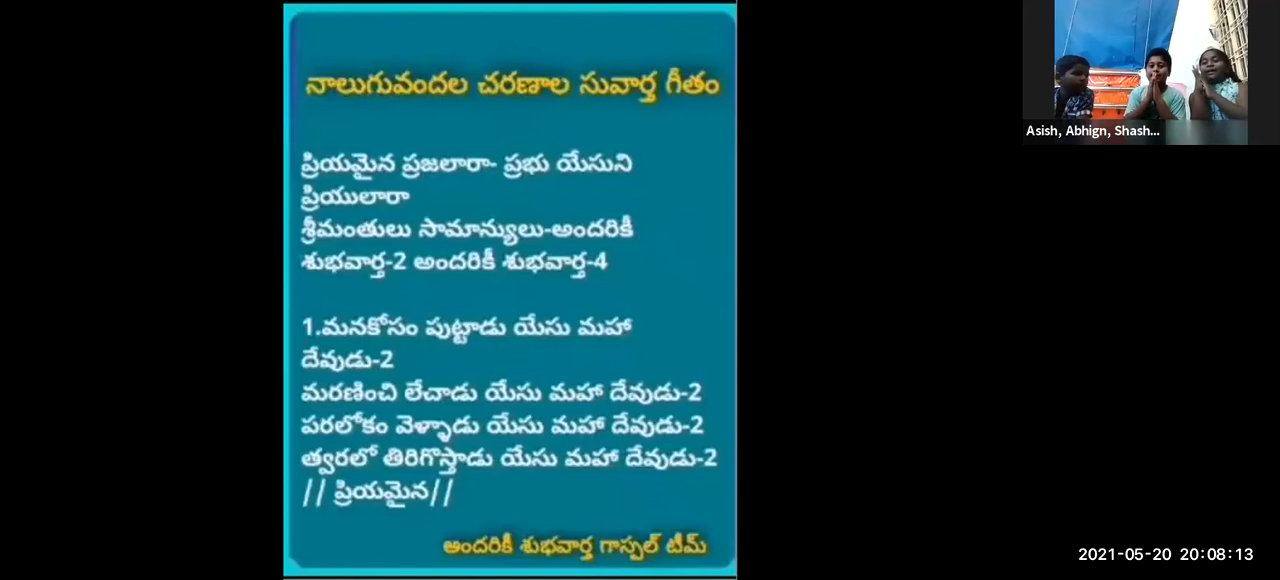 నాలుగువందల చరణాల సువార్త గీతం
ప్రియమైన ప్రజలారా- ప్రభు యేసుని
ప్రియులారా
శ్రీమంతులు సామాన్యులు-అందరికీ
శుభవార్త-2 అందరికీ శుభవార్త-4
1.మనకోసం పుట్టాడు యేసు మహా
దేవుడు-2
మరణించి లేచాడు యేసు మహా దేవుడు-2
పరలోకం వెళ్ళాడు యేసు మహా దేవుడు-2
త్వరలో తిరిగొస్తాడు యేసు మహా దేవుడు-2
// ప్రియమైన//
అందరికీ శుభవార్త గాస్పల్ టీమ్
Asish, Abhign, Shash...
2021-05-20 20:08:13